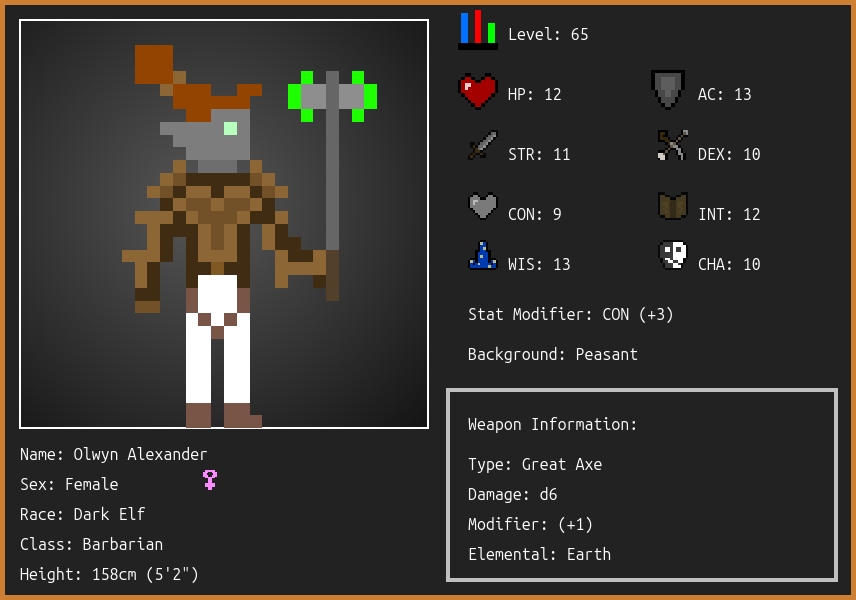 Level: 65
HP: 12
AC: 13
STR: 11
DEX: 10
CON: 9
INT: 12
WIS: 13
CHA: 10
Stat Modifier: CON (+3)
Background: Peasant
Weapon Information:
Type: Great Axe
Damage: d6
Modifier: (+1)
Elemental: Earth
Name: Olwyn Alexander
Sex: Female
Race: Dark Elf
Class: Barbarian
Height: 158cm (5'2")